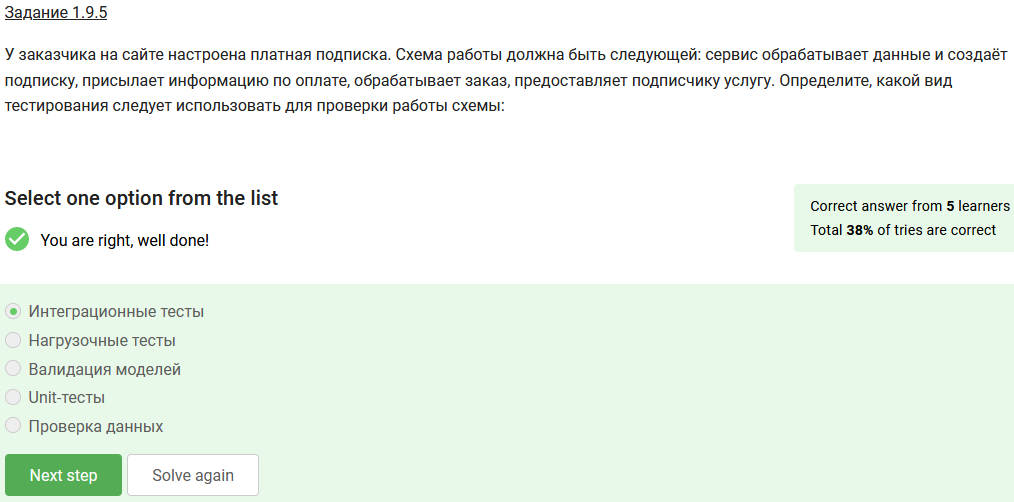 Задание 1.9.5
У заказчика на сайте настроена платная подписка. Схема работы должна быть следующей: сервис обрабатывает данные и создаёт
подписку, присылает информацию по оплате, обрабатывает заказ, предоставляет подписчику услугу. Определите, какой вид
тестирования следует использовать для проверки работы схемы:
Select one option from the list
Correct answer from 5 learners
Total 38% of tries are correct
You are right, well done!
Интеграционные тесты
Нагрузочные тесты
Валидация моделей
Unit-тесты
Проверка данных
Next step
Solve again